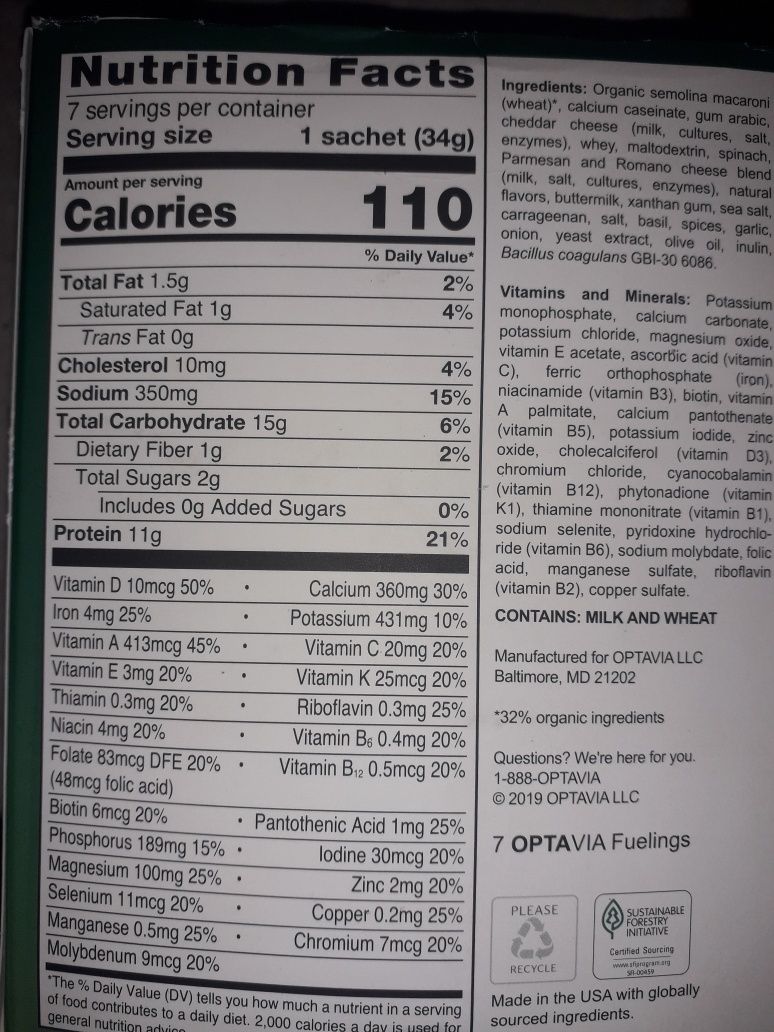 Nutrition Facts
7 servings per container
Serving size 1 sachet (34g)
Amount per serving
Calories 110
% Daily Value*
Total Fat 1.5g 2%
Saturated Fat 1g 4%
Trans Fat 0g
Cholesterol 10mg 4%
Sodium 350mg 15%
Total Carbohydrate 15g 6%
Dietary Fiber 1g 2%
Total Sugars 2g
Includes 0g Added Sugars 0%
Protein 11g 21%
Vitamin D 10mcg 50% • Calcium 360mg 30%
Iron 4mg 25% • Potassium 431mg 10%
Vitamin A 413mcg 45% • Vitamin C 20mg 20%
Vitamin E 3mg 20% • Vitamin K 25mcg 20%
Thiamin 0.3mg 20% • Riboflavin 0.3mg 25%
Niacin 4mg 20% • Vitamin B6 0.4mg 20%
Folate 83mcg DFE 20% • Vitamin B12 0.5mcg 20%
(48mcg folic acid)
Biotin 6mcg 20% • Pantothenic Acid 1mg 25%
Phosphorus 189mg 15% • Iodine 30mcg 20%
Magnesium 100mg 25% • Zinc 2mg 20%
Selenium 11mcg 20% • Copper 0.2mg 25%
Manganese 0.5mg 25% • Chromium 7mcg 20%
Molybdenum 9mcg 20%
*The % Daily Value (DV) tells you how much a nutrient in a serving
of food contributes to a daily diet. 2,000 calories a day is used for
general nutrition advice
Ingredients: Organic semolina macaroni
(wheat)*, calcium caseinate, gum arabic,
cheddar cheese (milk, cultures, salt,
enzymes), whey, maltodextrin, spinach,
Parmesan and Romano cheese blend
(milk, salt, cultures, enzymes), natural
flavors, buttermilk, xanthan gum, sea salt,
carrageenan, salt, basil, spices, garlic,
onion, yeast extract, olive oil, inulin,
Bacillus coagulans GBI-30 6086.
Vitamins and Minerals: Potassium
monophosphate, calcium carbonate,
potassium chloride, magnesium oxide,
vitamin E acetate, ascorbic acid (vitamin
C), ferric orthophosphate (iron),
niacinamide (vitamin B3), biotin, vitamin
A palmitate, calcium pantothenate
(vitamin B5), potassium iodide, zinc
oxide, cholecalciferol (vitamin D3),
chromium chloride, cyanocobalamin
(vitamin B12), phytonadione (vitamin
K1), thiamine mononitrate (vitamin B1),
sodium selenite, pyridoxine hydrochlo-
ride (vitamin B6), sodium molybdate, folic
acid, manganese sulfate, riboflavin
(vitamin B2), copper sulfate.
CONTAINS: MILK AND WHEAT
Manufactured for OPTAVIA LLC
Baltimore, MD 21202
*32% organic ingredients
Questions? We're here for you.
1-888-OPTAVIA
© 2019 OPTAVIA LLC
7 OPTAVIA Fuelings
PLEASE
RECYCLE
SUSTAINABLE
FORESTRY
INITIATIVE
Certified Sourcing
www.sfiprogram.org
SFI-00459
Made in the USA with globally
sourced ingredients.